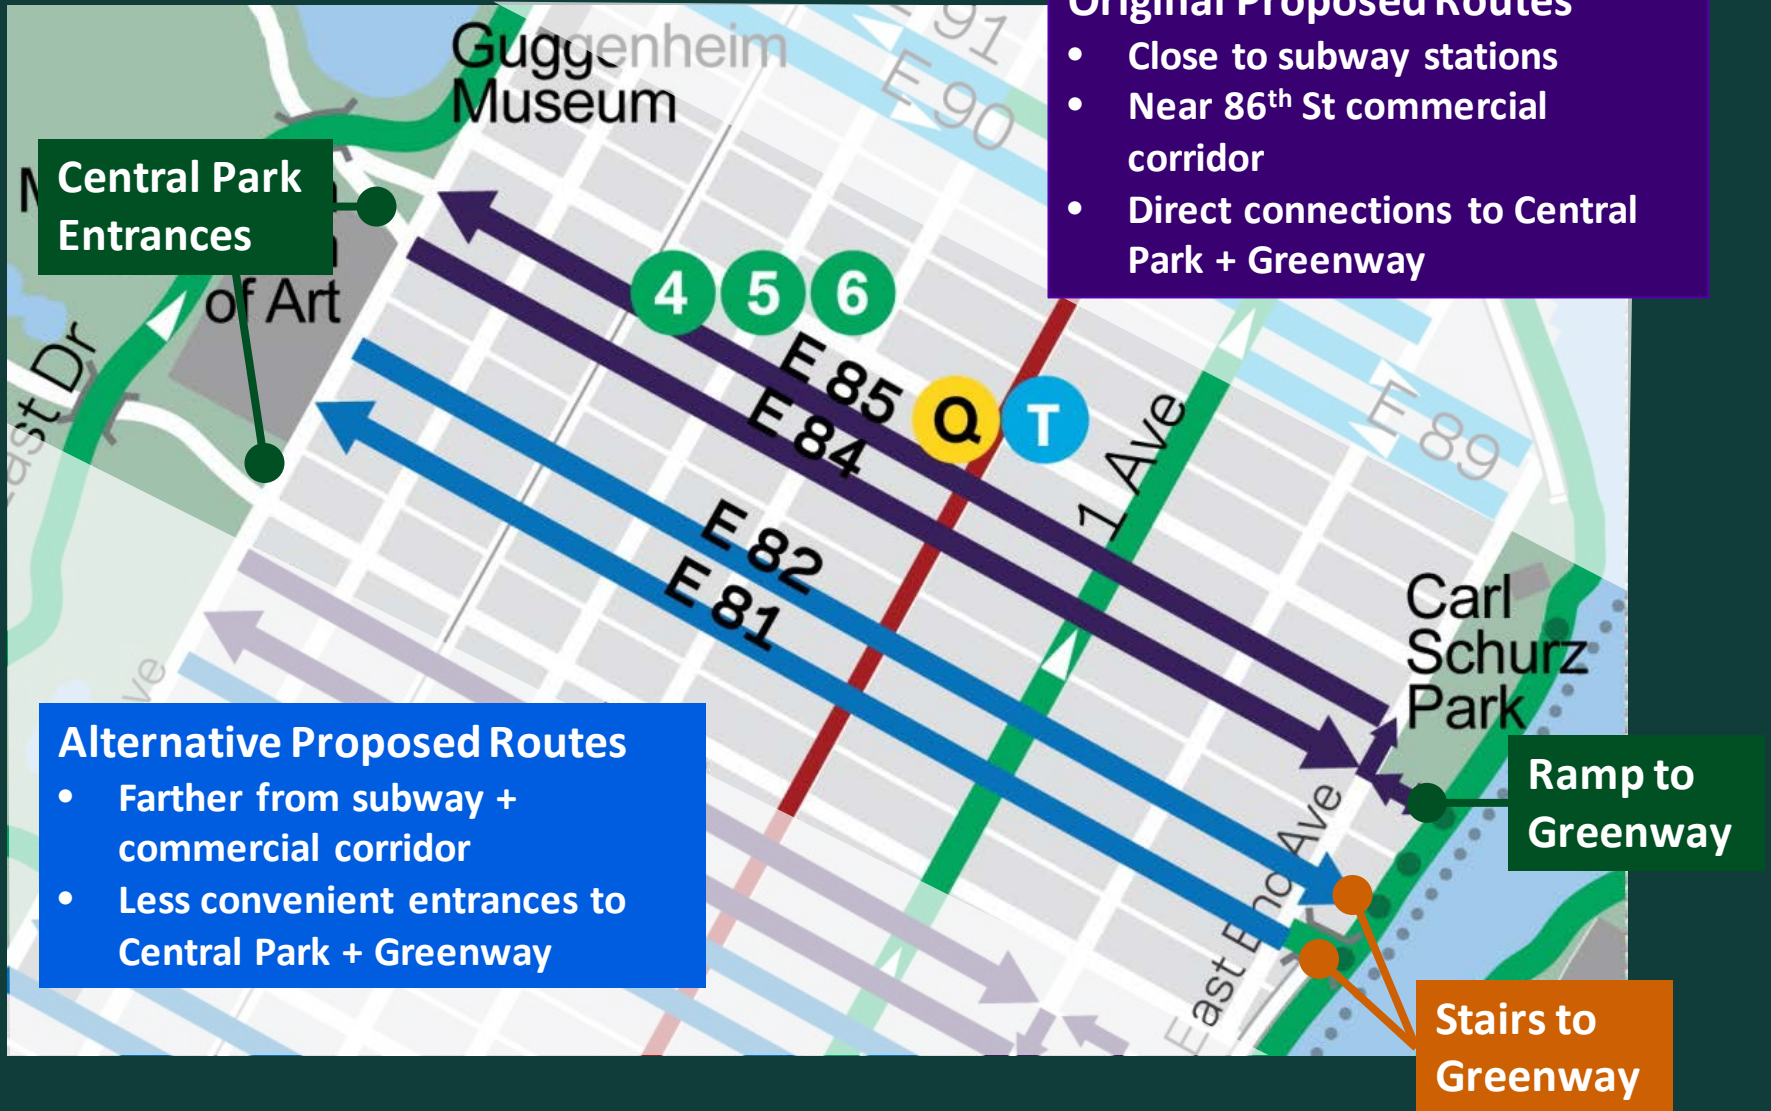 Original Proposed Routes
• Close to subway stations
• Near 86th St commercial
corridor
• Direct connections to Central
Park + Greenway
Guggenheim
Museum
E 91
E 90
Central Park
Entrances
of Art
4 5 6
E 85
E 84
Q T
1 Ave
E 89
East Dr
E 82
E 81
Carl
Schurz
Park
Alternative Proposed Routes
• Farther from subway +
commercial corridor
• Less convenient entrances to
Central Park + Greenway
Ramp to
Greenway
East End Ave
Stairs to
Greenway